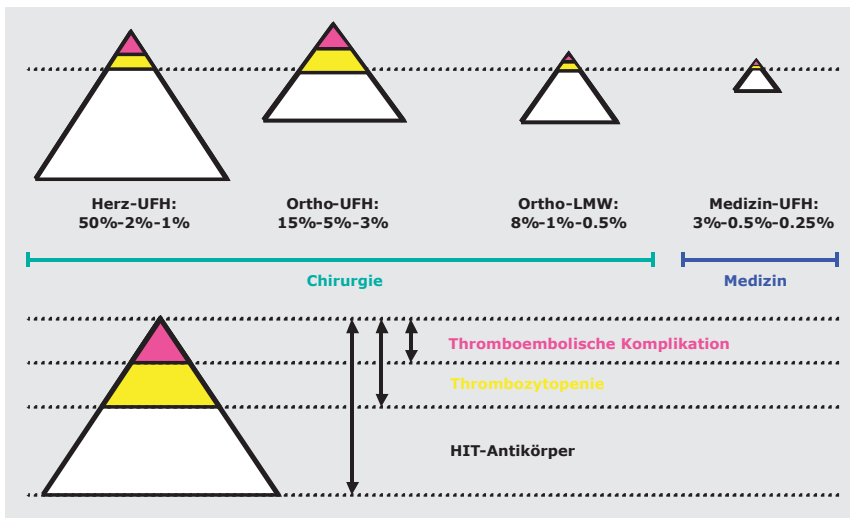 Herz-UFH:
50%-2%-1%
Ortho-UFH:
15%-5%-3%
Ortho-LMW:
8%-1%-0.5%
Medizin-UFH:
3%-0.5%-0.25%
Chirurgie
Medizin
Thromboembolische Komplikation
Thrombozytopenie
HIT-Antikörper